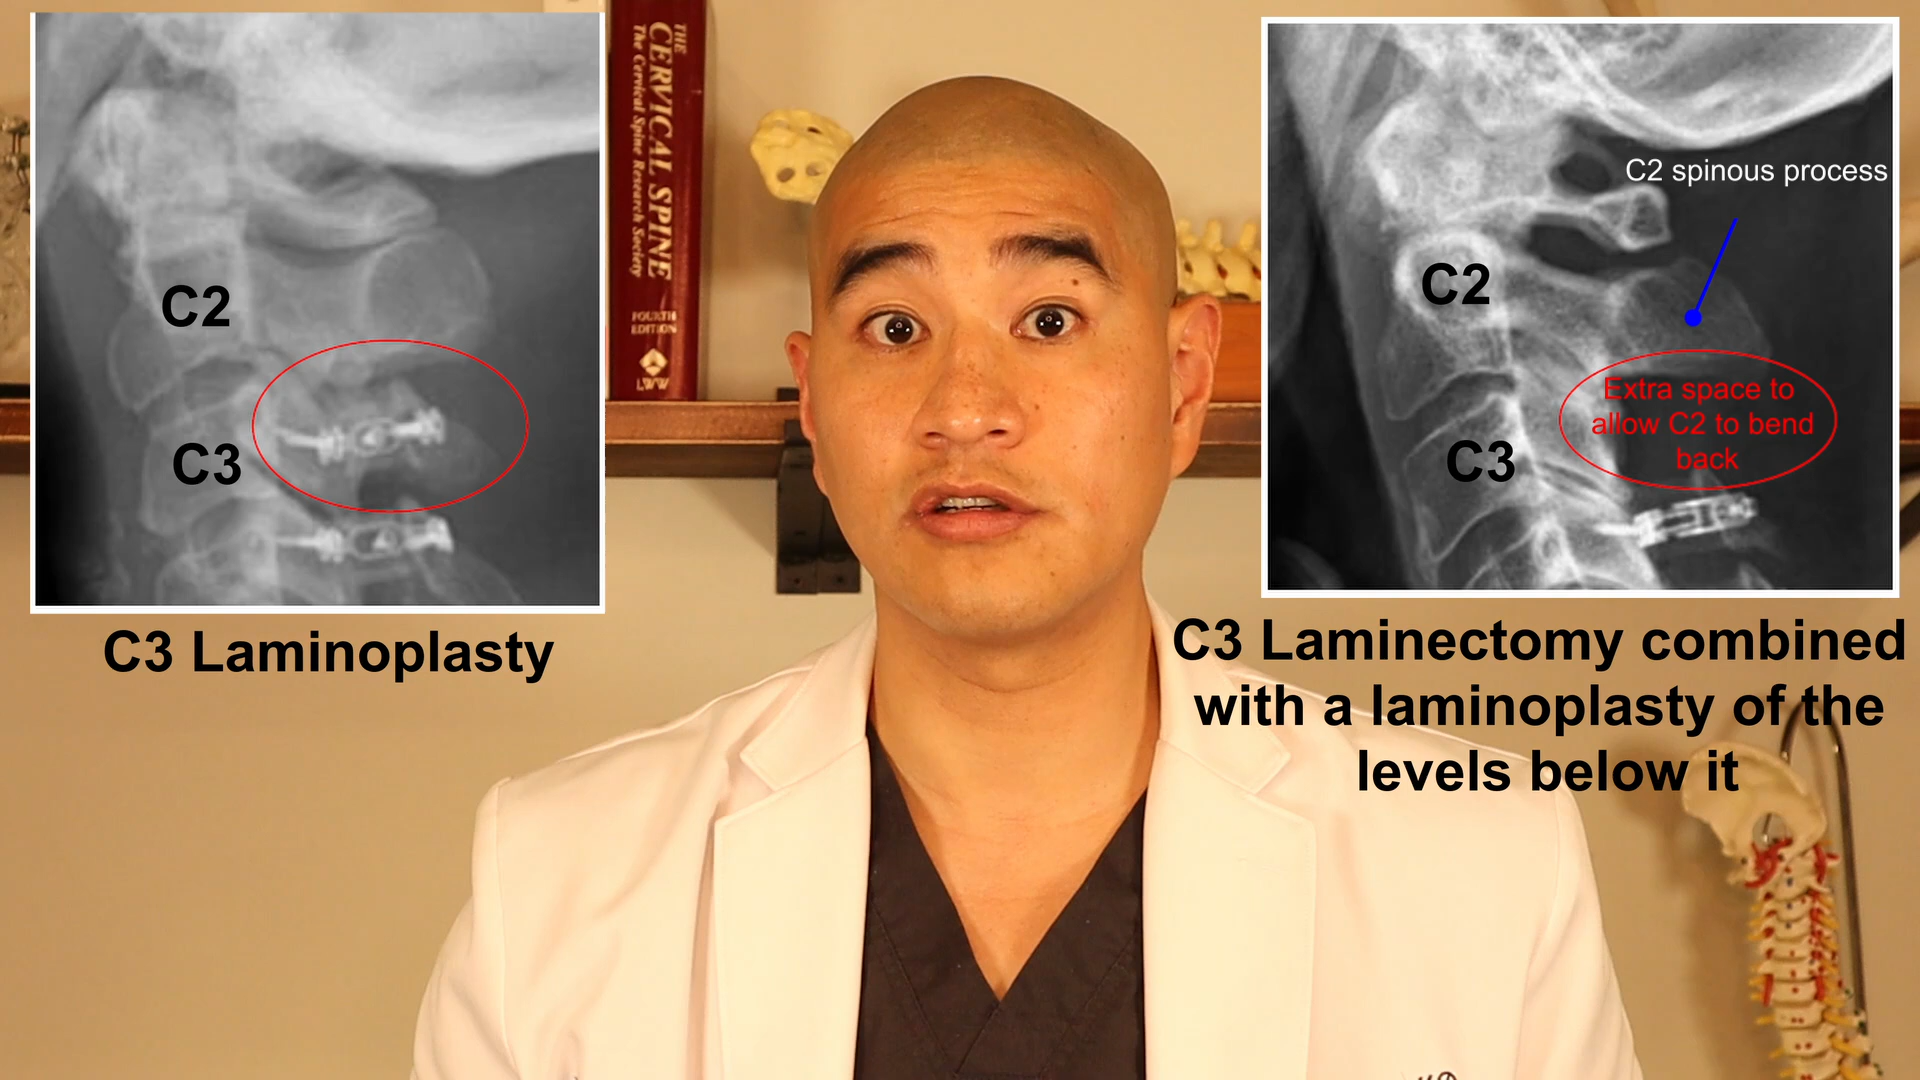 C2
C3
C3 Laminoplasty
THE
CERVICAL SPINE
The Cervical Spine Research Society
FOURTH
EDITION
LWW
C2 spinous process
C2
Extra space to
allow C2 to bend
back
C3
C3 Laminectomy combined
with a laminoplasty of the
levels below it